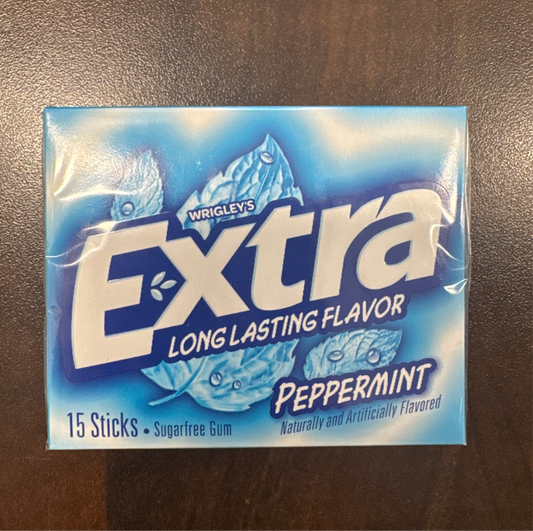 WRIGLEY'S
Extra
LONG LASTING FLAVOR
PEPPERMINT
15 Sticks • Sugarfree Gum
Naturally and Artificially Flavored